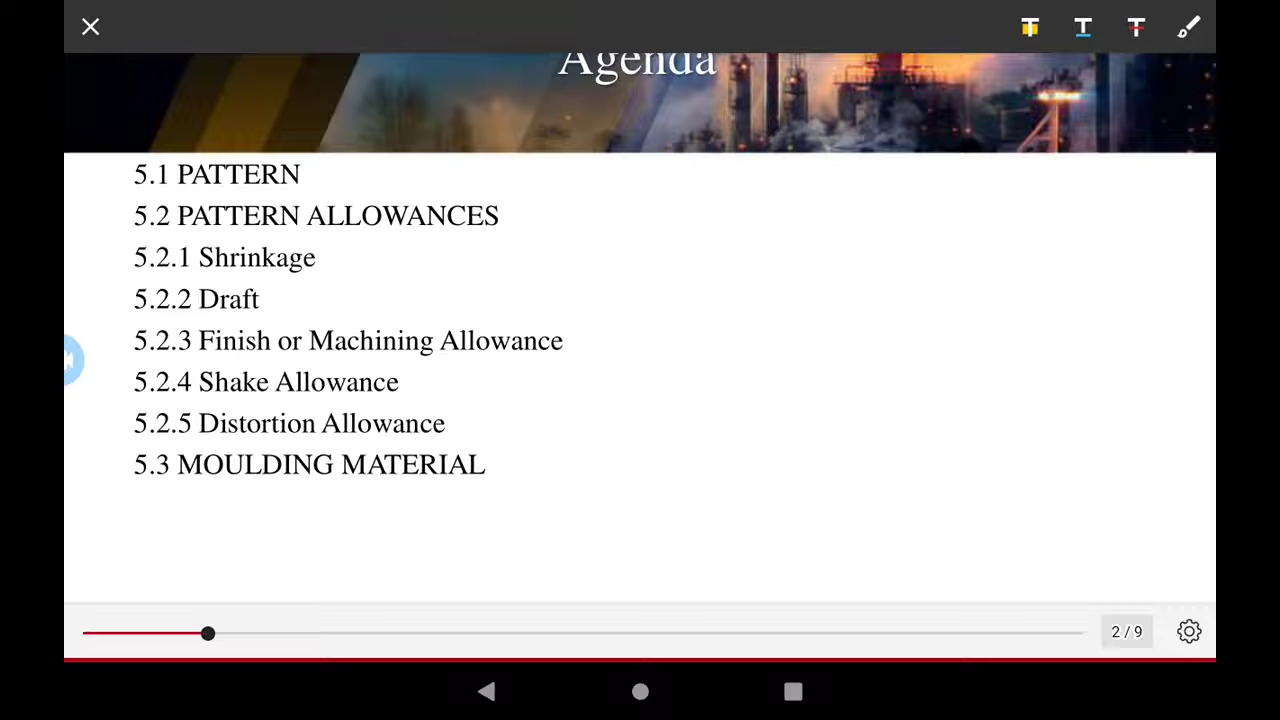 Agenda
5.1 PATTERN
5.2 PATTERN ALLOWANCES
5.2.1 Shrinkage
5.2.2 Draft
5.2.3 Finish or Machining Allowance
5.2.4 Shake Allowance
5.2.5 Distortion Allowance
5.3 MOULDING MATERIAL
2 / 9